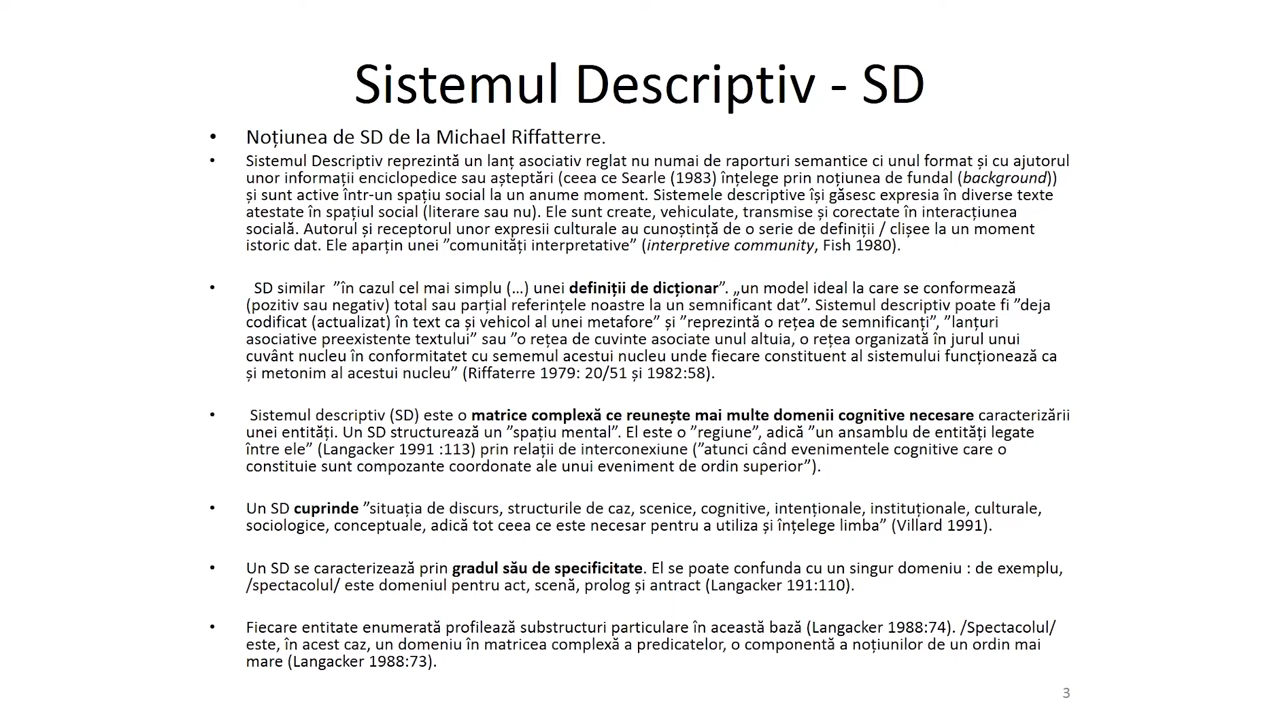 Sistemul Descriptiv - SD
• Noțiunea de SD de la Michael Riffatterre.
• Sistemul Descriptiv reprezintă un lanț asociativ reglat nu numai de raporturi semantice ci unul format și cu ajutorul
unor informații enciclopedice sau așteptări (ceea ce Searle (1983) înțelege prin noțiunea de fundal (background))
și sunt active într-un spațiu social la un anume moment. Sistemele descriptive își găsesc expresia în diverse texte
atestate în spațiul social (literare sau nu). Ele sunt create, vehiculate, transmise și corectate în interacțiunea
socială. Autorul și receptorul unor expresii culturale au cunoștință de o serie de definiții / clișee la un moment
istoric dat. Ele aparțin unei ”comunități interpretative” (interpretive community, Fish 1980).
• SD similar ”în cazul cel mai simplu (…) unei definiții de dicționar”. „un model ideal la care se conformează
(pozitiv sau negativ) total sau parțial referințele noastre la un semnificant dat”. Sistemul descriptiv poate fi ”deja
codificat (actualizat) în text ca și vehicol al unei metafore” și ”reprezintă o rețea de semnificanți”, ”lanțuri
asociative preexistente textului” sau ”o rețea de cuvinte asociate unul altuia, o rețea organizată în jurul unui
cuvânt nucleu în conformitatet cu sememul acestui nucleu unde fiecare constituent al sistemului funcționează ca
și metonim al acestui nucleu” (Riffaterre 1979: 20/51 și 1982:58).
• Sistemul descriptiv (SD) este o matrice complexă ce reunește mai multe domenii cognitive necesare caracterizării
unei entități. Un SD structurează un ”spațiu mental”. El este o ”regiune”, adică ”un ansamblu de entități legate
între ele” (Langacker 1991 :113) prin relații de interconexiune (”atunci când evenimentele cognitive care o
constituie sunt compozante coordonate ale unui eveniment de ordin superior”).
• Un SD cuprinde ”situația de discurs, structurile de caz, scenice, cognitive, intenționale, instituționale, culturale,
sociologice, conceptuale, adică tot ceea ce este necesar pentru a utiliza și înțelege limba” (Villard 1991).
• Un SD se caracterizează prin gradul său de specificitate. El se poate confunda cu un singur domeniu : de exemplu,
/spectacolul/ este domeniul pentru act, scenă, prolog și antract (Langacker 191:110).
• Fiecare entitate enumerată profilează substructuri particulare în această bază (Langacker 1988:74). /Spectacolul/
este, în acest caz, un domeniu în matricea complexă a predicatelor, o componentă a noțiunilor de un ordin mai
mare (Langacker 1988:73).
3